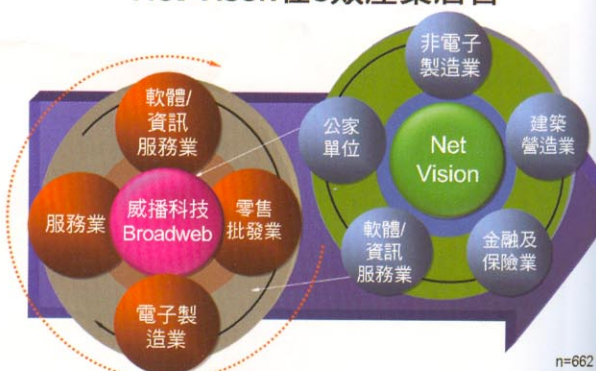 軟體/
資訊
服務業
服務業
威播科技
Broadweb
零售
批發業
電子製
造業
非電子
製造業
公家
單位
Net
Vision
建築
營造業
軟體/
資訊
服務業
金融及
保險業
n=662